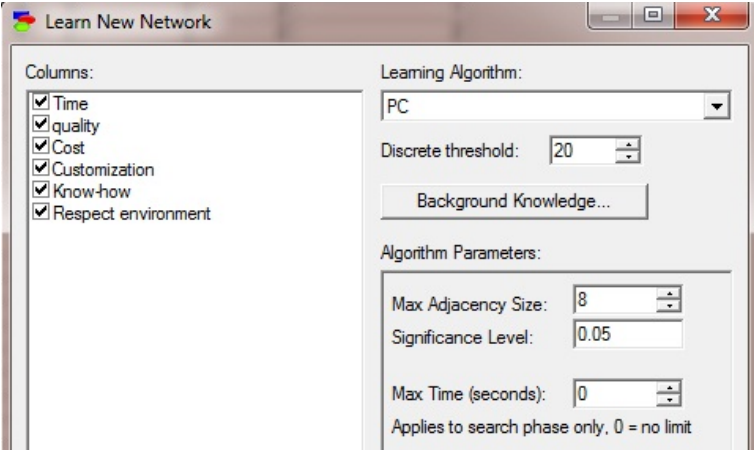 Learn New Network
Columns:
Time
quality
Cost
Customization
Know-how
Respect environment
Learning Algorithm:
PC
Discrete threshold: 20
Background Knowledge...
Algorithm Parameters:
Max Adjacency Size: 8
Significance Level: 0.05
Max Time (seconds): 0
Applies to search phase only, 0 = no limit